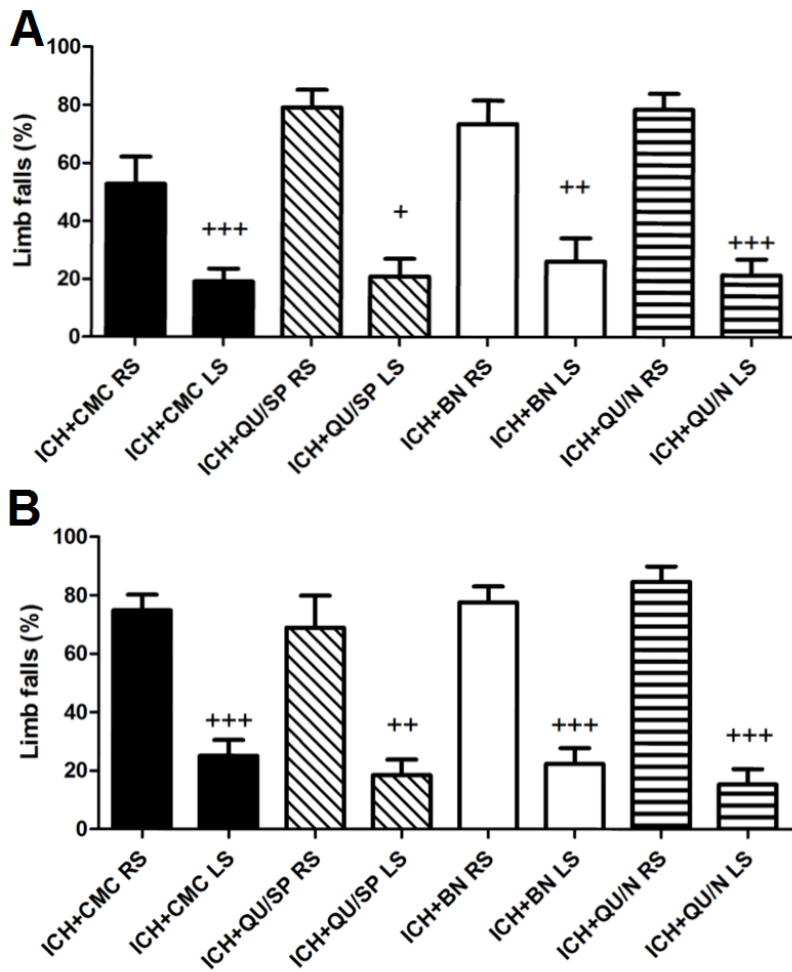 A
100
80
60
40
20
0
Limb falls (%)
+++
+
++
+++
ICH+CMC RS
ICH+CMC LS
ICH+QU/SP RS
ICH+QU/SP LS
ICH+BN RS
ICH+BN LS
ICH+QU/N RS
ICH+QU/N LS
B
100
80
60
40
20
0
Limb falls (%)
+++
++
+++
+++
ICH+CMC RS
ICH+CMC LS
ICH+QU/SP RS
ICH+QU/SP LS
ICH+BN RS
ICH+BN LS
ICH+QU/N RS
ICH+QU/N LS